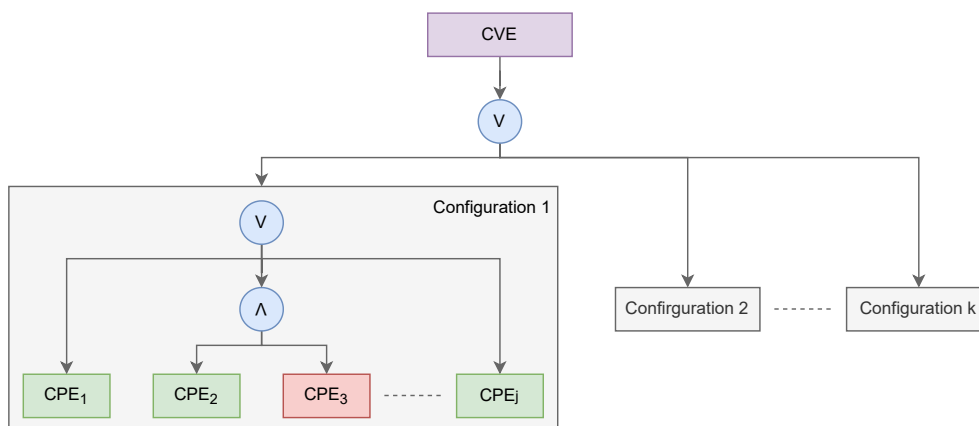 CVE
V
Configuration 1
V
Λ
Confirguration 2
Configuration k
CPE₁
CPE₂
CPE₃
CPEj